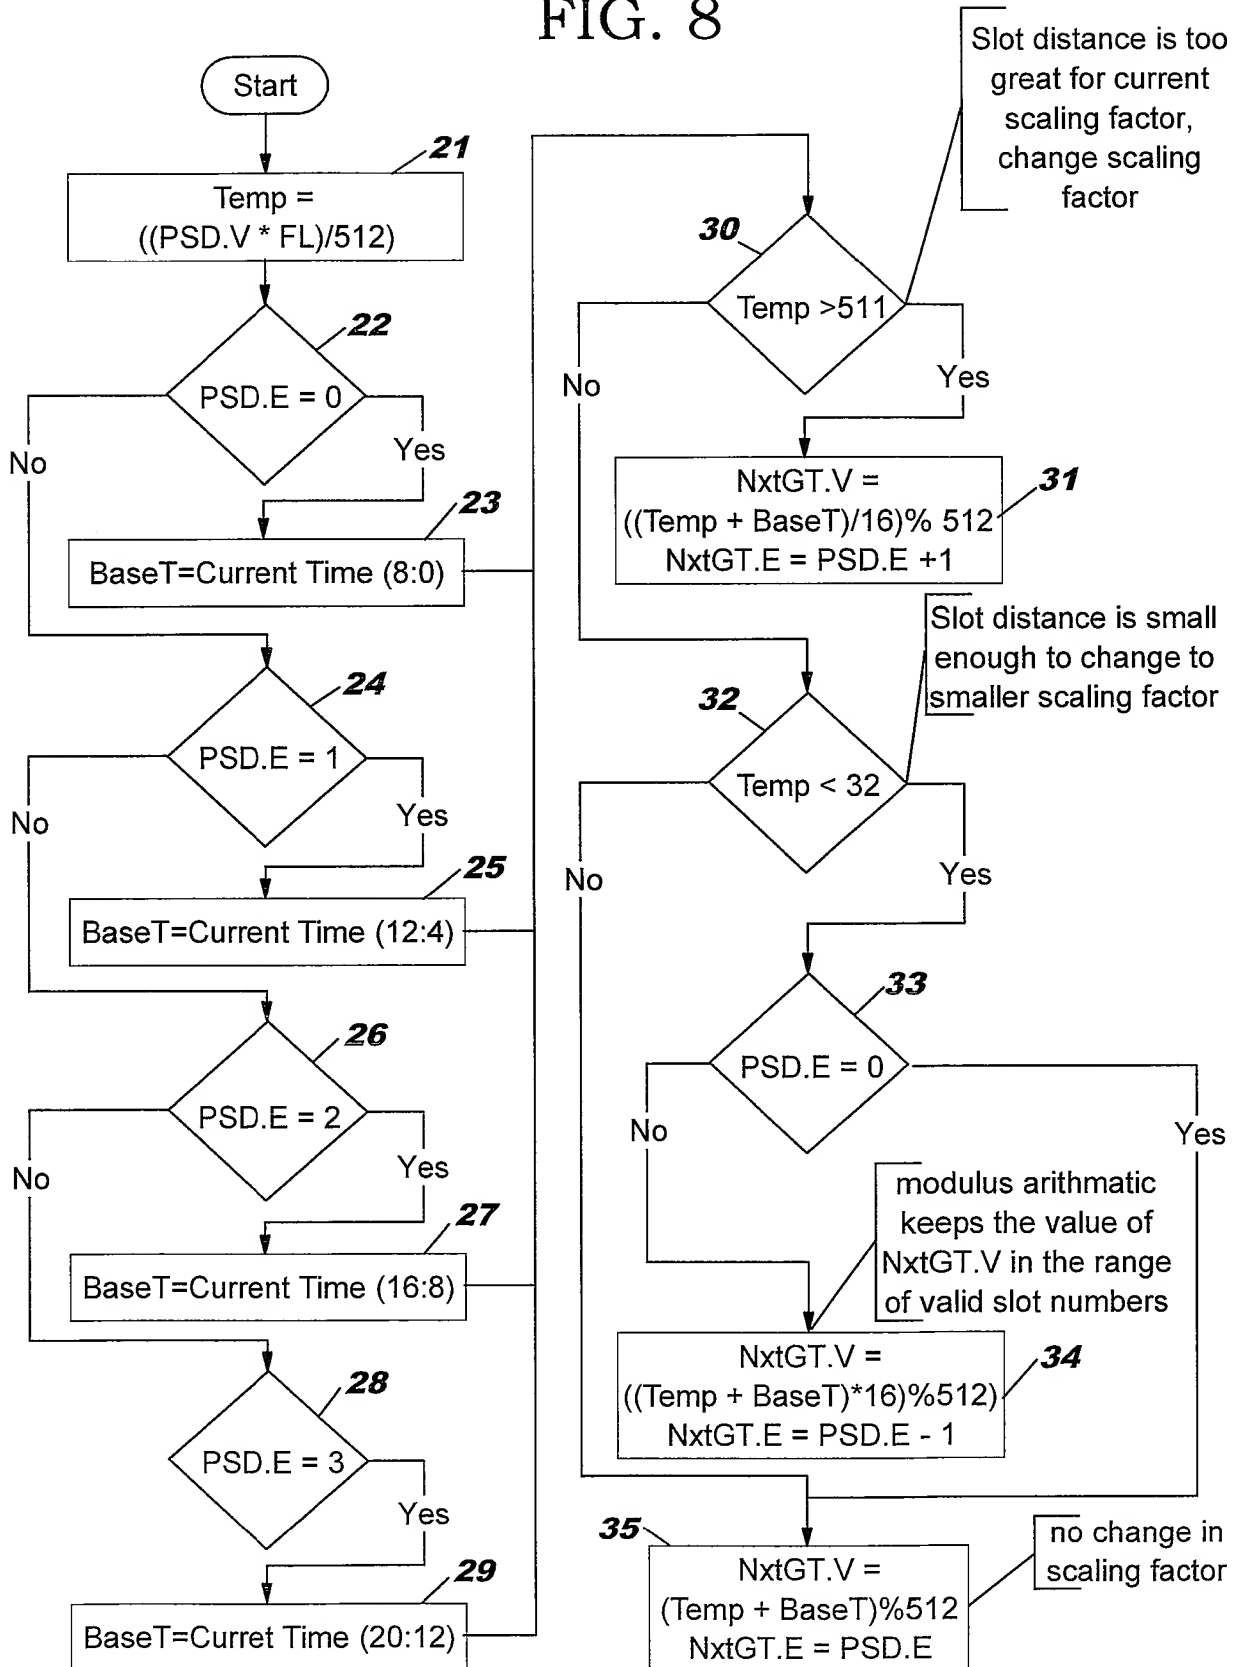 FIG. 8
Start
21
Temp =
((PSD.V * FL)/512)
22
PSD.E = 0
No
Yes
23
BaseT=Current Time (8:0)
24
PSD.E = 1
No
Yes
25
BaseT=Current Time (12:4)
26
PSD.E = 2
No
Yes
27
BaseT=Current Time (16:8)
28
PSD.E = 3
Yes
29
BaseT=Curret Time (20:12)
Slot distance is too
great for current
scaling factor,
change scaling
factor
30
Temp >511
No
Yes
31
NxtGT.V =
((Temp + BaseT)/16)% 512
NxtGT.E = PSD.E +1
Slot distance is small
enough to change to
smaller scaling factor
32
Temp < 32
No
Yes
33
PSD.E = 0
No
Yes
modulus arithmatic
keeps the value of
NxtGT.V in the range
of valid slot numbers
34
NxtGT.V =
((Temp + BaseT)*16)%512)
NxtGT.E = PSD.E - 1
35
NxtGT.V =
(Temp + BaseT)%512
NxtGT.E = PSD.E
no change in
scaling factor